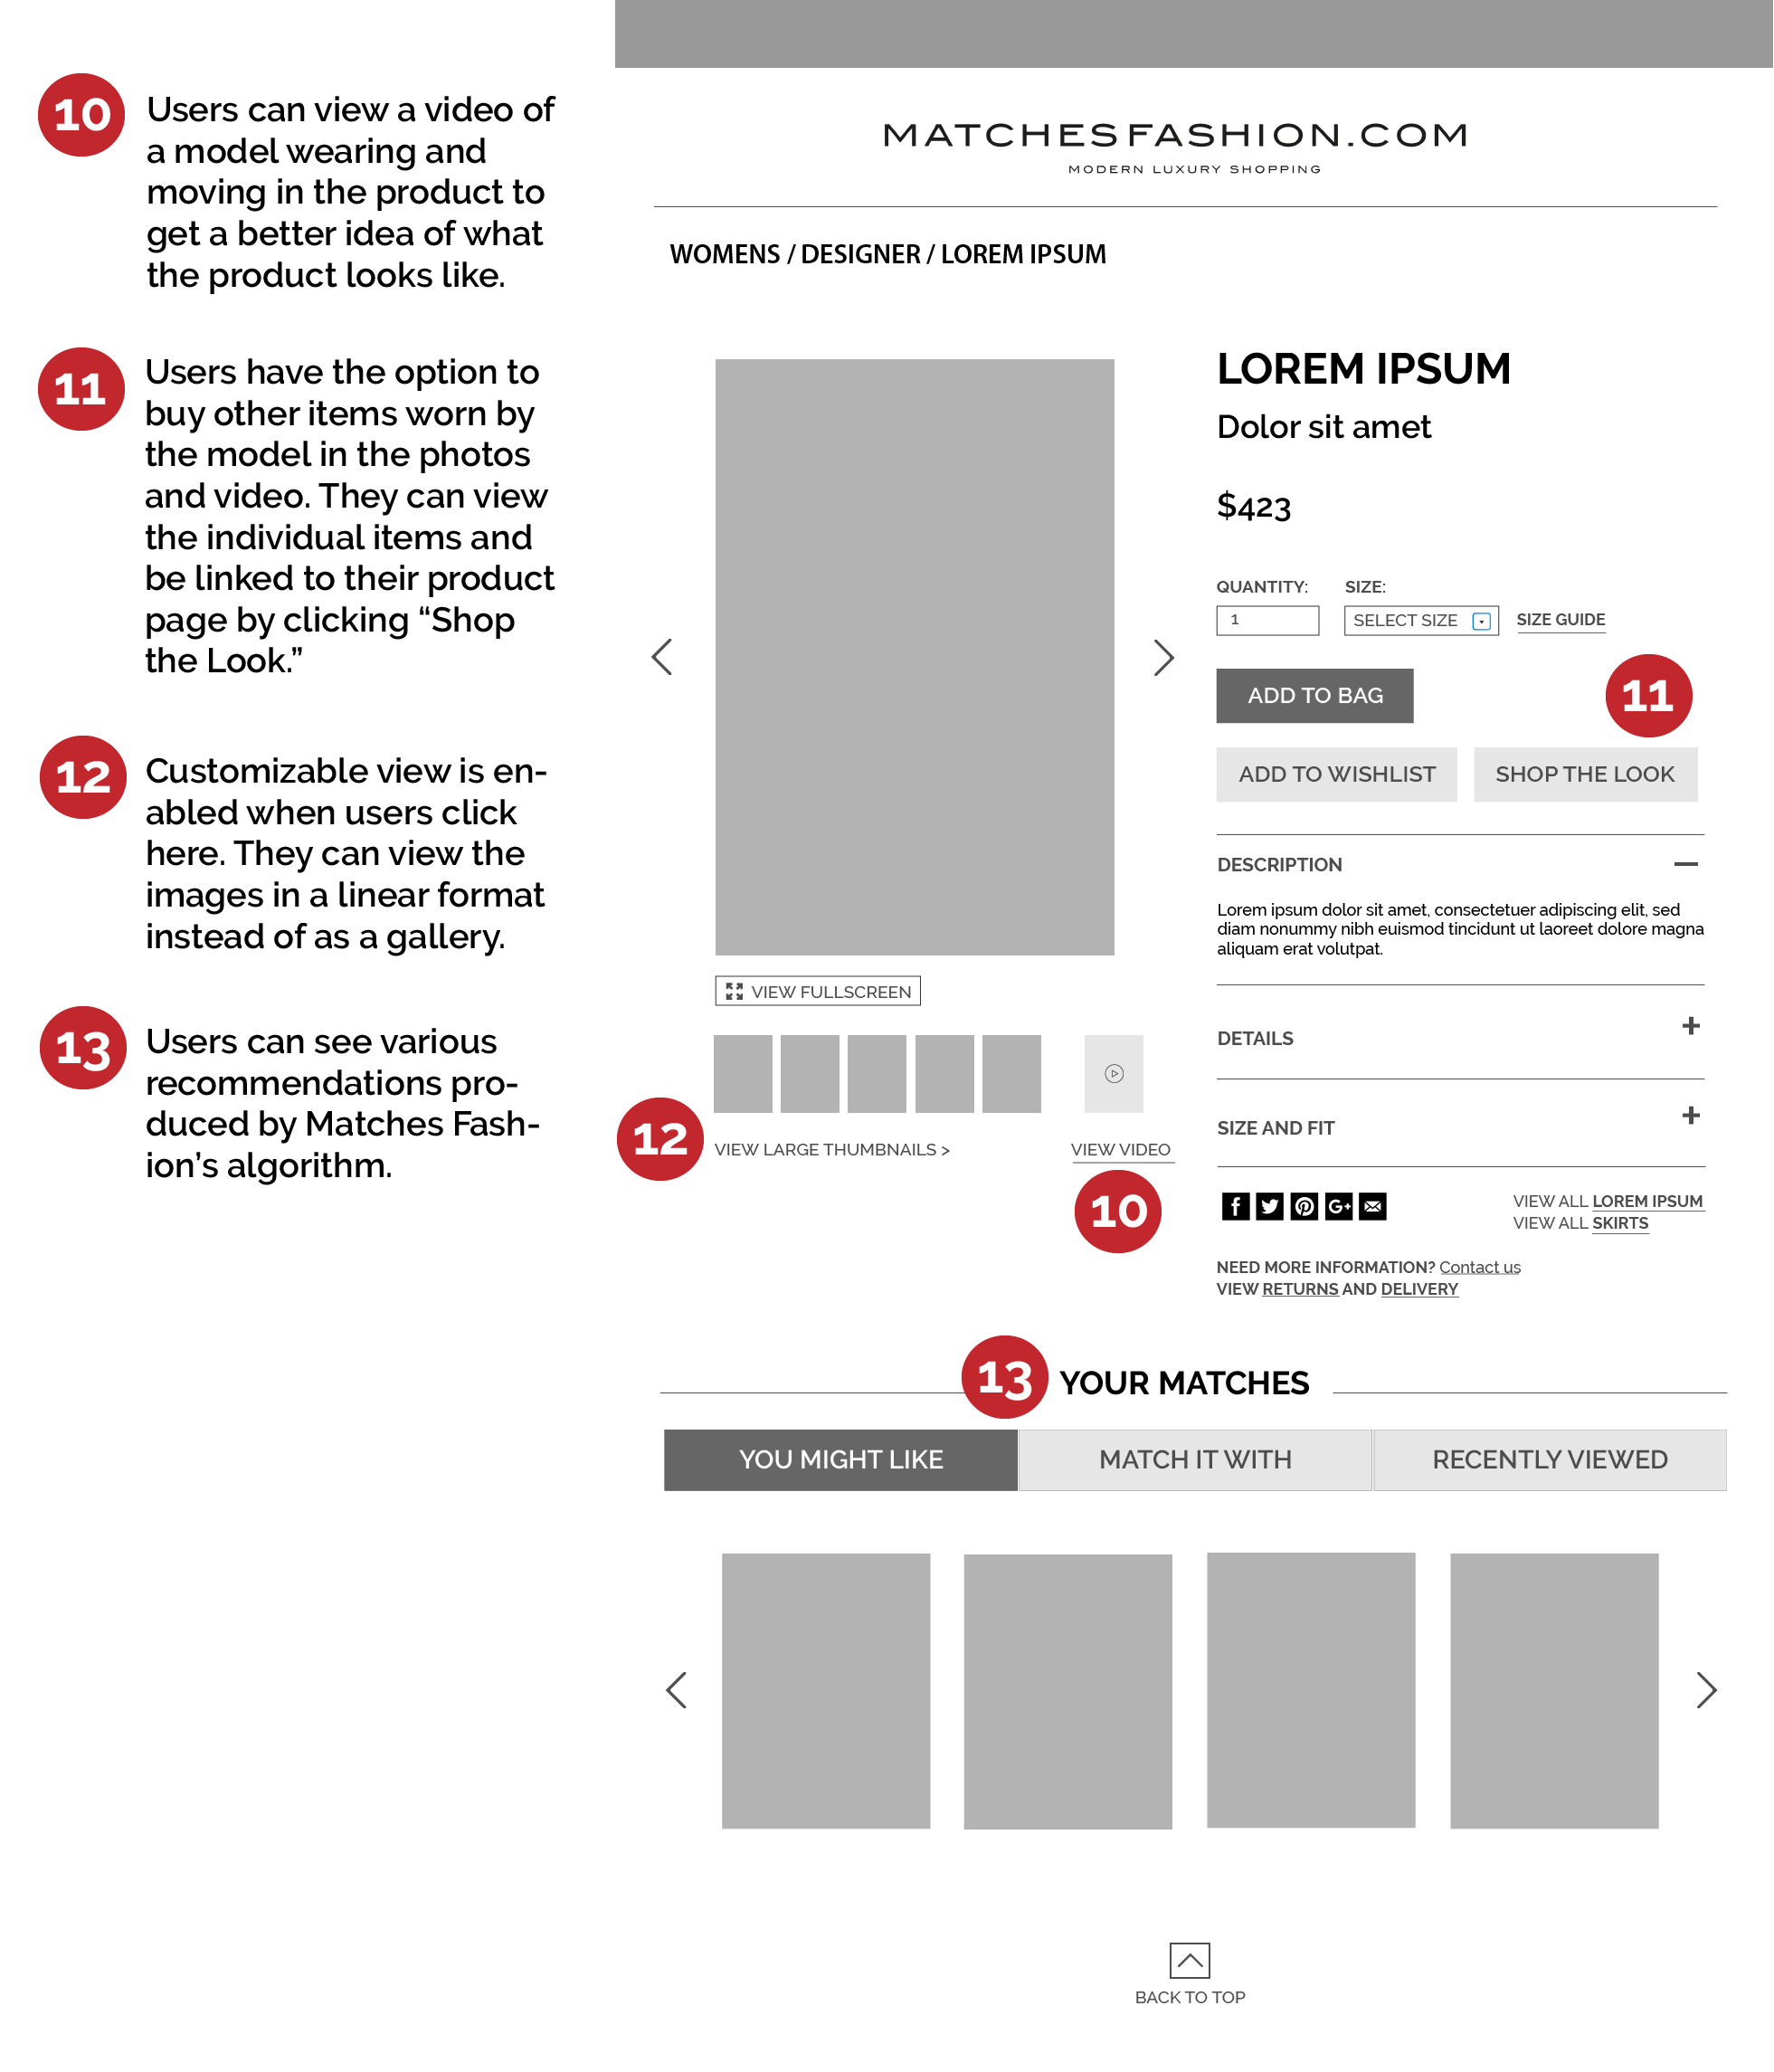 10
Users can view a video of
a model wearing and
moving in the product to
get a better idea of what
the product looks like.
11
Users have the option to
buy other items worn by
the model in the photos
and video. They can view
the individual items and
be linked to their product
page by clicking “Shop
the Look.”
12
Customizable view is en-
abled when users click
here. They can view the
images in a linear format
instead of as a gallery.
13
Users can see various
recommendations pro-
duced by Matches Fash-
ion’s algorithm.
MATCHESFASHION.COM
MODERN LUXURY SHOPPING
WOMENS / DESIGNER / LOREM IPSUM
LOREM IPSUM
Dolor sit amet
$423
QUANTITY: SIZE:
1 SELECT SIZE SIZE GUIDE
ADD TO BAG
11
ADD TO WISHLIST SHOP THE LOOK
DESCRIPTION
Lorem ipsum dolor sit amet, consectetuer adipiscing elit, sed
diam nonummy nibh euismod tincidunt ut laoreet dolore magna
aliquam erat volutpat.
DETAILS
SIZE AND FIT
VIEW FULLSCREEN
12
VIEW LARGE THUMBNAILS >
VIEW VIDEO
10
f G+
VIEW ALL LOREM IPSUM
VIEW ALL SKIRTS
NEED MORE INFORMATION? Contact us
VIEW RETURNS AND DELIVERY
13
YOUR MATCHES
YOU MIGHT LIKE MATCH IT WITH RECENTLY VIEWED
BACK TO TOP